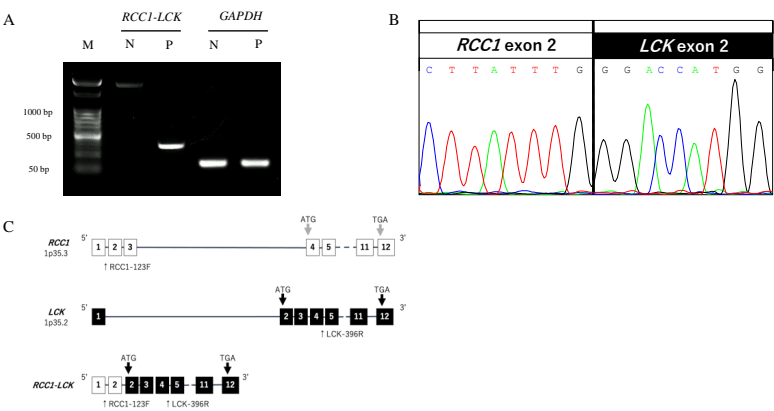 A
RCC1-LCK GAPDH
M N P N P
1000 bp
500 bp
50 bp
B
RCC1 exon 2 LCK exon 2
C T T A T T T G G G A C C A T G G
C
ATG TGA
RCC1 5' 1 2 3 4 5 11 12 3'
1p35.3
↑RCC1-123F
ATG TGA
LCK 5' 1 2 3 4 5 11 12 3'
1p35.2
↑LCK-396R
ATG TGA
RCC1-LCK 5' 1 2 2 3 4 5 11 12 3'
↑RCC1-123F ↑LCK-396R